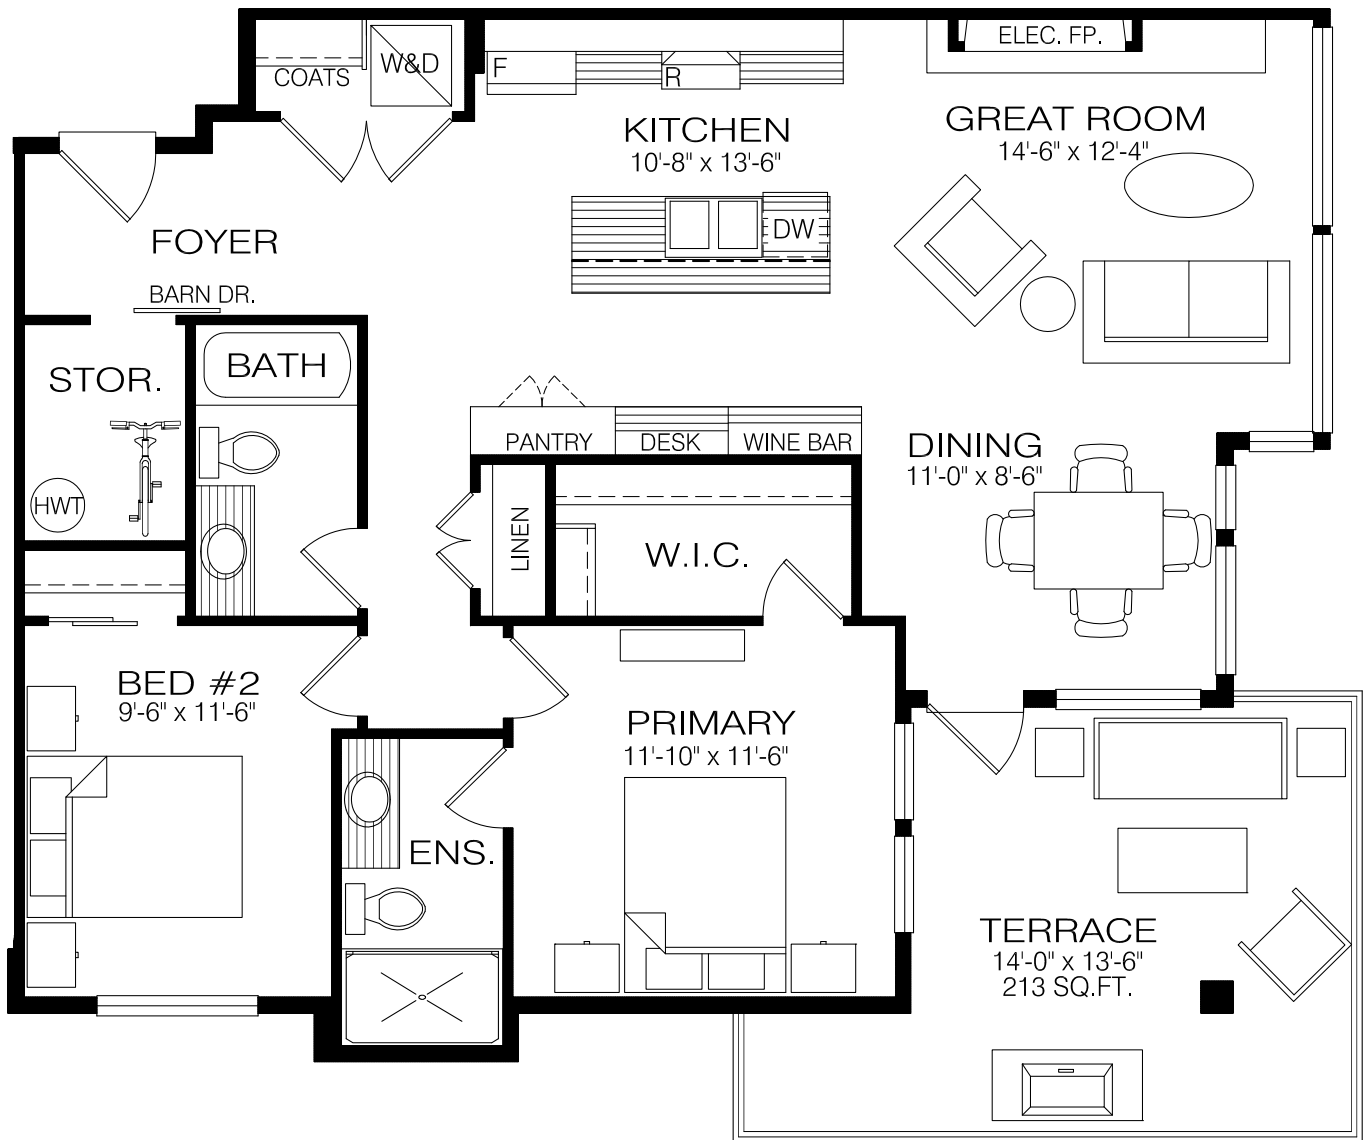 ELEC. FP.
COATS
W&D
F
R
KITCHEN
10'-8" x 13'-6"
GREAT ROOM
14'-6" x 12'-4"
DW
FOYER
BARN DR.
STOR.
BATH
HWT
PANTRY
DESK
WINE BAR
DINING
11'-0" x 8'-6"
LINEN
W.I.C.
BED #2
9'-6" x 11'-6"
PRIMARY
11'-10" x 11'-6"
ENS.
TERRACE
14'-0" x 13'-6"
213 SQ.FT.